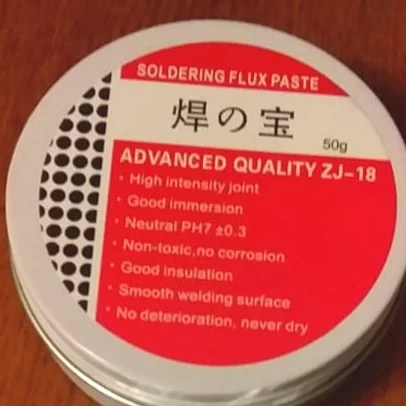 SOLDERING FLUX PASTE
焊の宝
50g
ADVANCED QUALITY ZJ-18
· High intensity joint
· Good immersion
· Neutral PH7 ±0.3
· Non-toxic,no corrosion
· Good insulation
· Smooth welding surface
· No deterioration, never dry